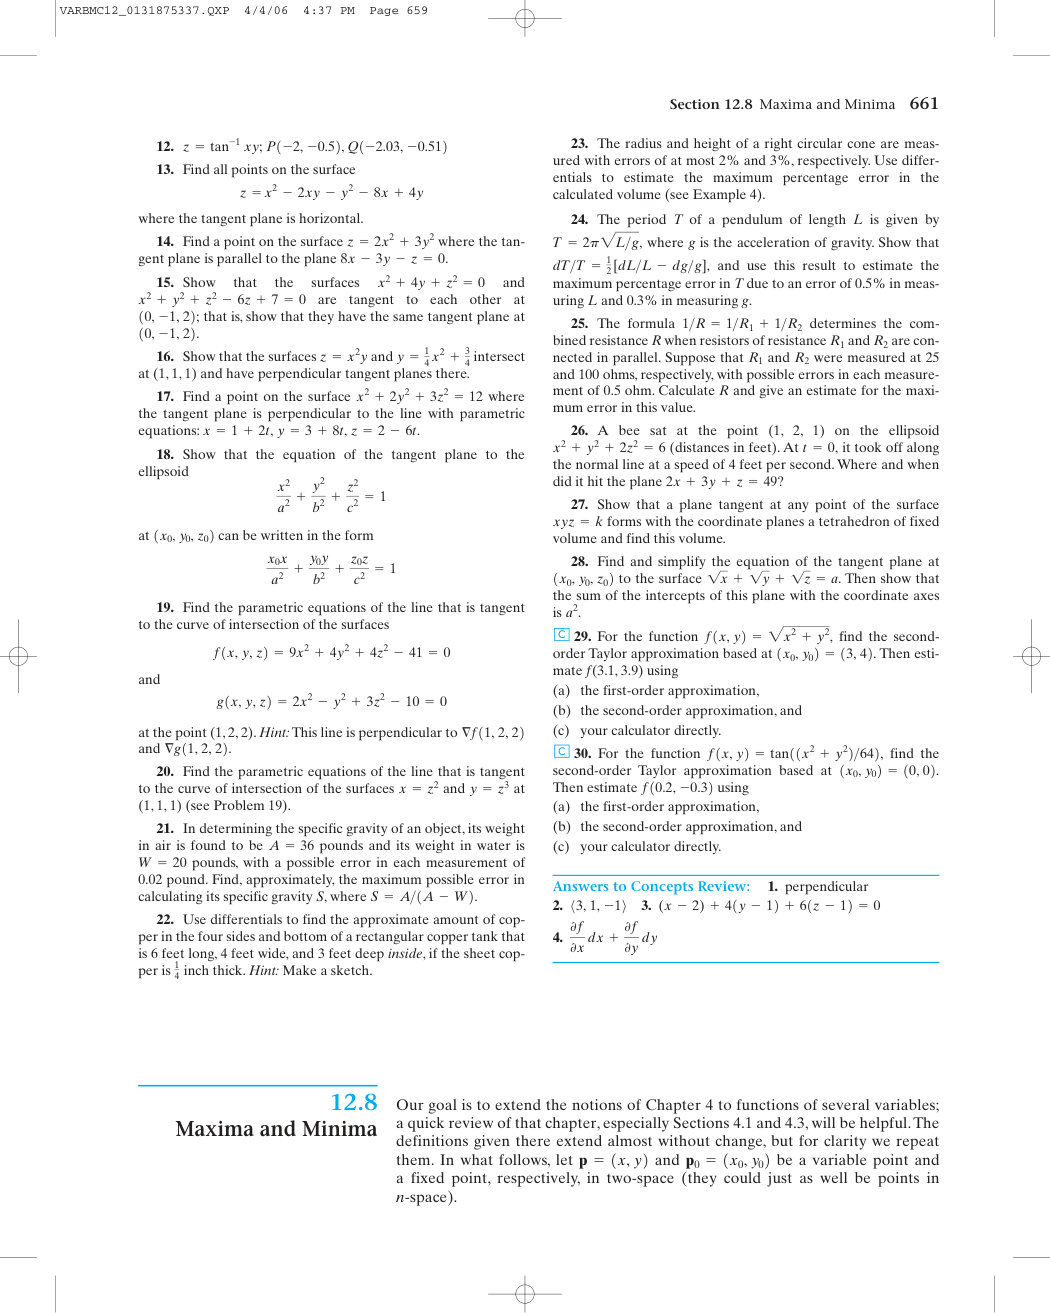 VARBMC12_0131875337.QXP 4/4/06 4:37 PM Page 659
Section 12.8 Maxima and Minima 661
12. z = tan⁻¹ xy; P(−2, −0.5), Q(−2.03, −0.51)
13. Find all points on the surface
z = x² − 2xy − y² − 8x + 4y
where the tangent plane is horizontal.
14. Find a point on the surface z = 2x² + 3y² where the tan-
gent plane is parallel to the plane 8x − 3y − z = 0.
15. Show that the surfaces x² + 4y + z² = 0 and
x² + y² + z² − 6z + 7 = 0 are tangent to each other at
(0, −1, 2); that is, show that they have the same tangent plane at
(0, −1, 2).
16. Show that the surfaces z = x²y and y = ¼x² + ¾ intersect
at (1, 1, 1) and have perpendicular tangent planes there.
17. Find a point on the surface x² + 2y² + 3z² = 12 where
the tangent plane is perpendicular to the line with parametric
equations: x = 1 + 2t, y = 3 + 8t, z = 2 − 6t.
18. Show that the equation of the tangent plane to the
ellipsoid
x²/a² + y²/b² + z²/c² = 1
at (x₀, y₀, z₀) can be written in the form
x₀x/a² + y₀y/b² + z₀z/c² = 1
19. Find the parametric equations of the line that is tangent
to the curve of intersection of the surfaces
f(x, y, z) = 9x² + 4y² + 4z² − 41 = 0
and
g(x, y, z) = 2x² − y² + 3z² − 10 = 0
at the point (1, 2, 2). Hint: This line is perpendicular to ∇f(1, 2, 2)
and ∇g(1, 2, 2).
20. Find the parametric equations of the line that is tangent
to the curve of intersection of the surfaces x = z² and y = z³ at
(1, 1, 1) (see Problem 19).
21. In determining the specific gravity of an object, its weight
in air is found to be A = 36 pounds and its weight in water is
W = 20 pounds, with a possible error in each measurement of
0.02 pound. Find, approximately, the maximum possible error in
calculating its specific gravity S, where S = A/(A − W).
22. Use differentials to find the approximate amount of cop-
per in the four sides and bottom of a rectangular copper tank that
is 6 feet long, 4 feet wide, and 3 feet deep inside, if the sheet cop-
per is ¼ inch thick. Hint: Make a sketch.
23. The radius and height of a right circular cone are meas-
ured with errors of at most 2% and 3%, respectively. Use differ-
entials to estimate the maximum percentage error in the
calculated volume (see Example 4).
24. The period T of a pendulum of length L is given by
T = 2π√(L/g), where g is the acceleration of gravity. Show that
dT/T = ½[dL/L − dg/g], and use this result to estimate the
maximum percentage error in T due to an error of 0.5% in meas-
uring L and 0.3% in measuring g.
25. The formula 1/R = 1/R₁ + 1/R₂ determines the com-
bined resistance R when resistors of resistance R₁ and R₂ are con-
nected in parallel. Suppose that R₁ and R₂ were measured at 25
and 100 ohms, respectively, with possible errors in each measure-
ment of 0.5 ohm. Calculate R and give an estimate for the maxi-
mum error in this value.
26. A bee sat at the point (1, 2, 1) on the ellipsoid
x² + y² + 2z² = 6 (distances in feet). At t = 0, it took off along
the normal line at a speed of 4 feet per second. Where and when
did it hit the plane 2x + 3y + z = 49?
27. Show that a plane tangent at any point of the surface
xyz = k forms with the coordinate planes a tetrahedron of fixed
volume and find this volume.
28. Find and simplify the equation of the tangent plane at
(x₀, y₀, z₀) to the surface √x + √y + √z = a. Then show that
the sum of the intercepts of this plane with the coordinate axes
is a².
C 29. For the function f(x, y) = √(x² + y²), find the second-
order Taylor approximation based at (x₀, y₀) = (3, 4). Then esti-
mate f(3.1, 3.9) using
(a) the first-order approximation,
(b) the second-order approximation, and
(c) your calculator directly.
C 30. For the function f(x, y) = tan((x² + y²)/64), find the
second-order Taylor approximation based at (x₀, y₀) = (0, 0).
Then estimate f(0.2, −0.3) using
(a) the first-order approximation,
(b) the second-order approximation, and
(c) your calculator directly.
Answers to Concepts Review: 1. perpendicular
2. ⟨3, 1, −1⟩ 3. (x − 2) + 4(y − 1) + 6(z − 1) = 0
4. ∂f/∂x dx + ∂f/∂y dy
12.8
Maxima and Minima
Our goal is to extend the notions of Chapter 4 to functions of several variables;
a quick review of that chapter, especially Sections 4.1 and 4.3, will be helpful. The
definitions given there extend almost without change, but for clarity we repeat
them. In what follows, let p = (x, y) and p₀ = (x₀, y₀) be a variable point and
a fixed point, respectively, in two-space (they could just as well be points in
n-space).